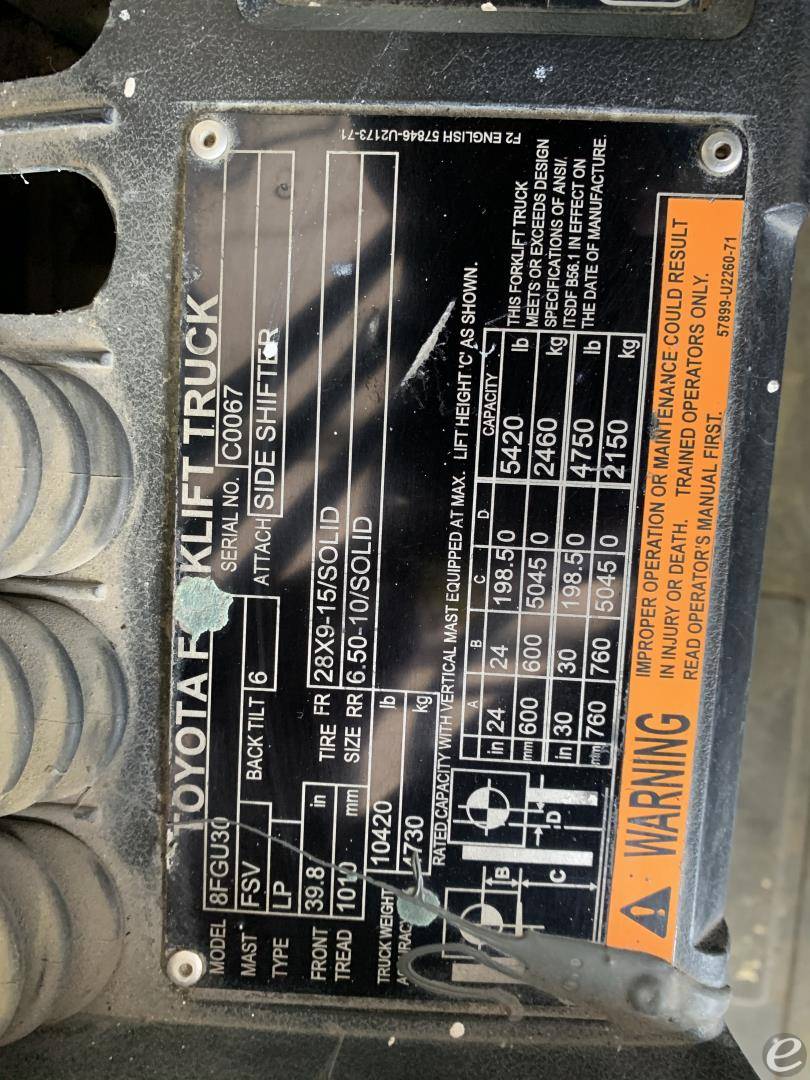 F2 ENGLISH 57846-U2173-71
TOYOTA F KLIFT TRUCK
MODEL 8FGU30 SERIAL NO. C0067
MAST FSV BACK TILT 6 ATTACH SIDE SHIFTER
TYPE LP
FRONT 39.8 in TIRE FR 28X9-15/SOLID
TREAD 1010 mm SIZE RR 6.50-10/SOLID
TRUCK WEIGHT 10420 lb
730 kg
RATED CAPACITY WITH VERTICAL MAST EQUIPPED AT MAX. LIFT HEIGHT 'C' AS SHOWN.
A B C D CAPACITY
in 24 24 198.5 0 5420 lb
mm 600 600 5045 0 2460 kg
in 30 30 198.5 0 4750 lb
mm 760 760 5045 0 2150 kg
THIS FORKLIFT TRUCK
MEETS OR EXCEEDS DESIGN
SPECIFICATIONS OF ANSI/
ITSDF B56.1 IN EFFECT ON
THE DATE OF MANUFACTURE.
B
C
D
WARNING
IMPROPER OPERATION OR MAINTENANCE COULD RESULT
IN INJURY OR DEATH. TRAINED OPERATORS ONLY.
READ OPERATOR'S MANUAL FIRST.
57899-U2260-71
e